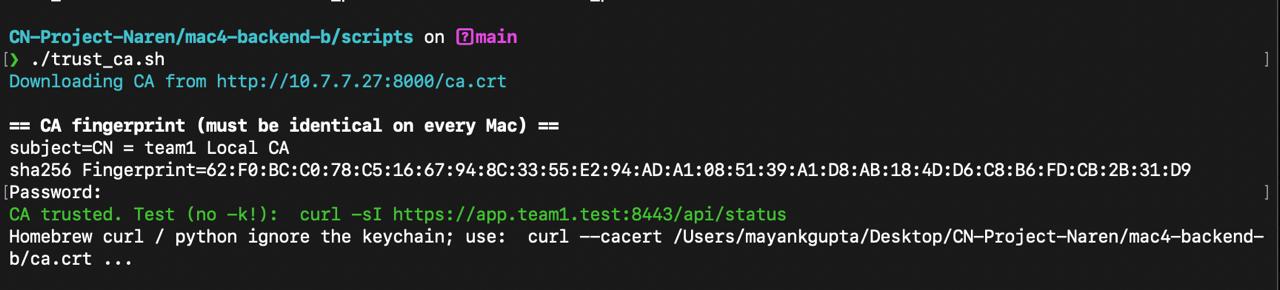 CN-Project-Naren/mac4-backend-b/scripts on main
❯ ./trust_ca.sh
Downloading CA from http://10.7.7.27:8000/ca.crt
== CA fingerprint (must be identical on every Mac) ==
subject=CN = team1 Local CA
sha256 Fingerprint=62:F0:BC:C0:78:C5:16:67:94:8C:33:55:E2:94:AD:A1:08:51:39:A1:D8:AB:18:4D:D6:C8:B6:FD:CB:2B:31:D9
Password:
CA trusted. Test (no -k!):  curl -sI https://app.team1.test:8443/api/status
Homebrew curl / python ignore the keychain; use:  curl --cacert /Users/mayankgupta/Desktop/CN-Project-Naren/mac4-backend-
b/ca.crt ...